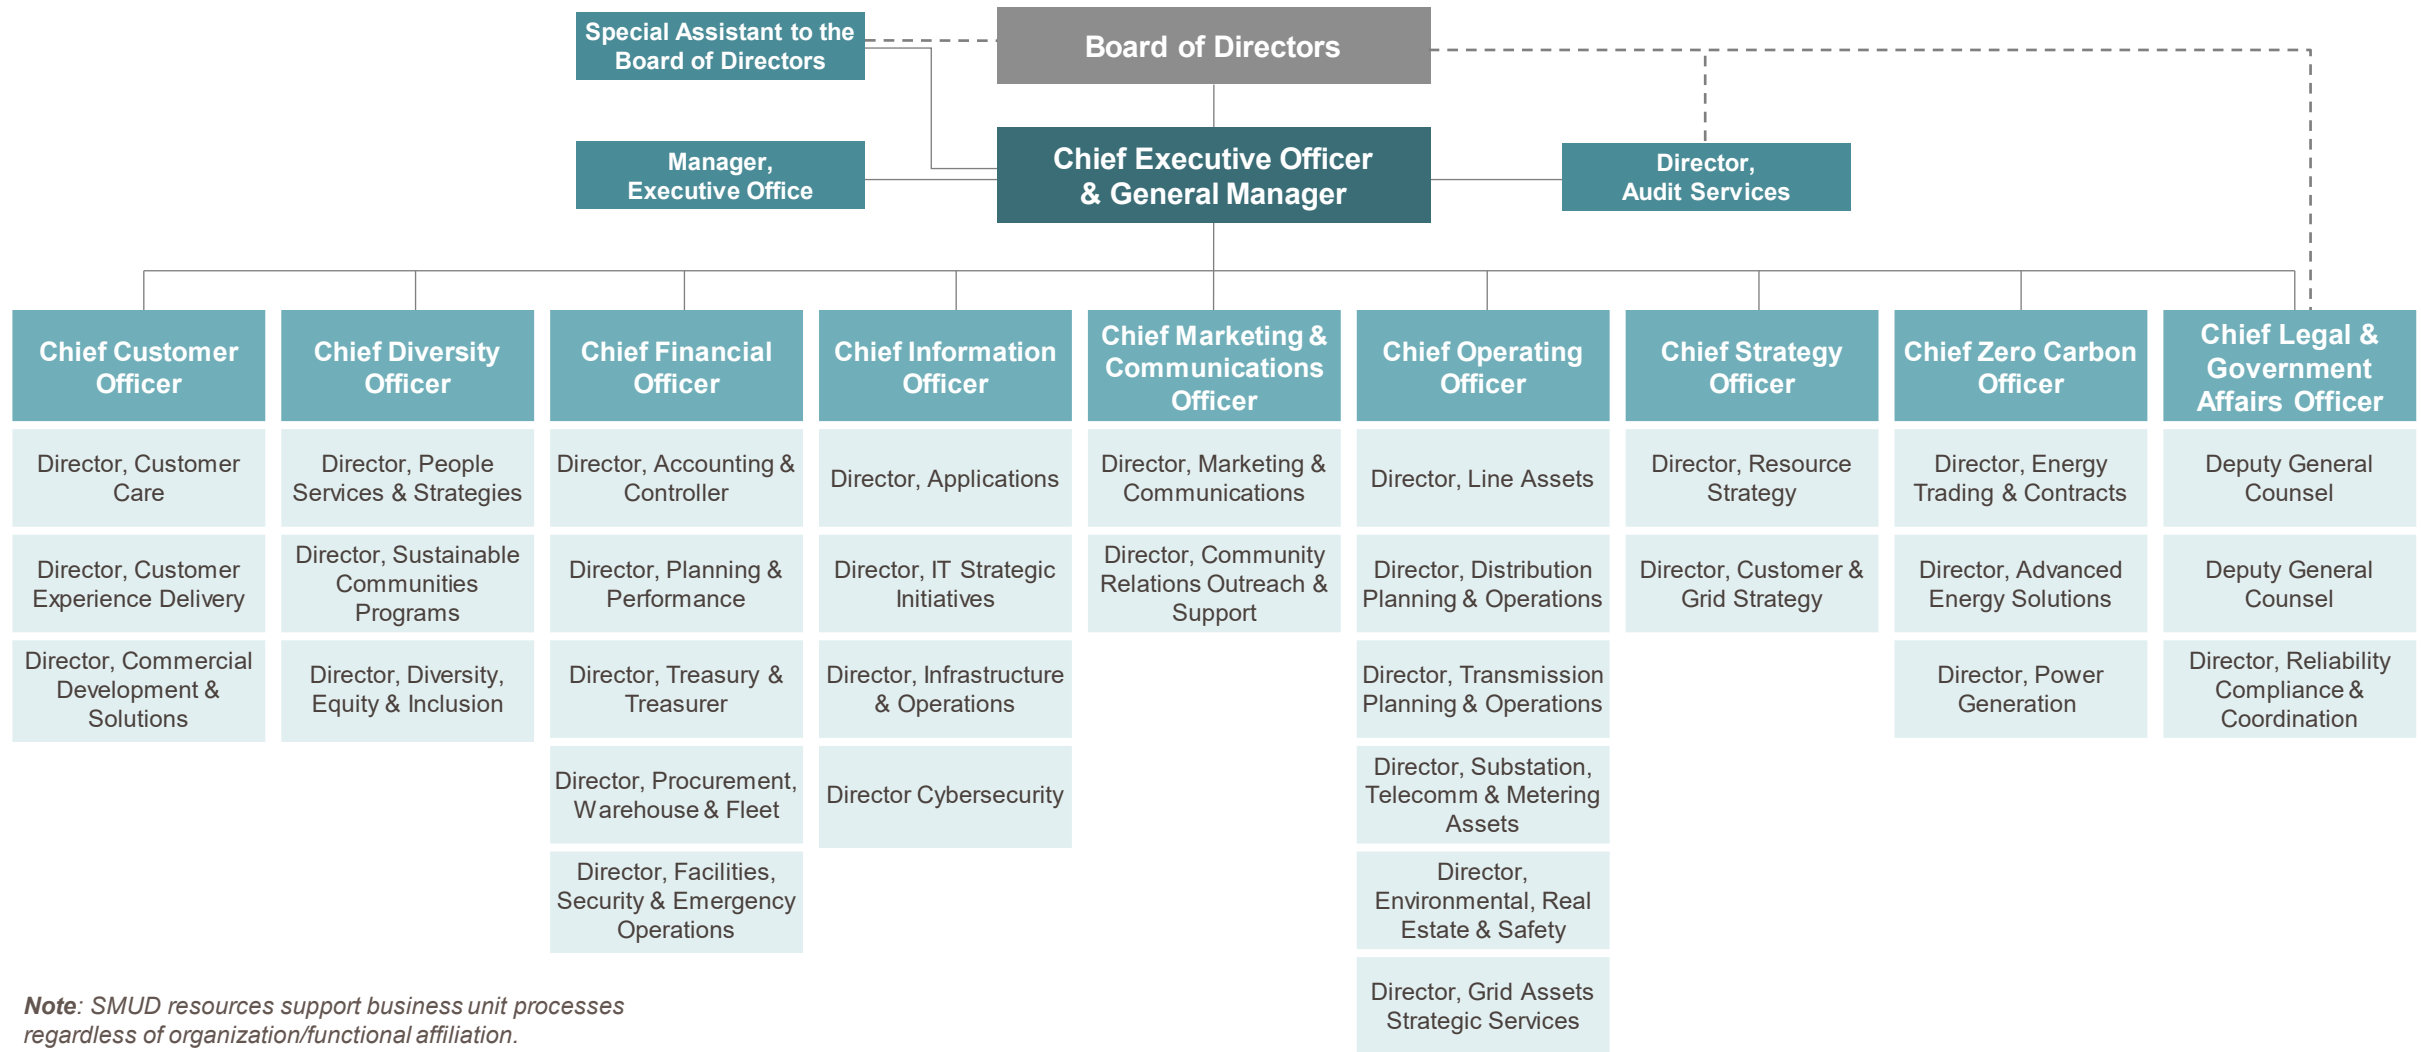 Special Assistant to the
Board of Directors
Board of Directors
Manager,
Executive Office
Chief Executive Officer
& General Manager
Director,
Audit Services
Chief Customer
Officer
Director, Customer
Care
Director, Customer
Experience Delivery
Director, Commercial
Development &
Solutions
Chief Diversity
Officer
Director, People
Services & Strategies
Director, Sustainable
Communities
Programs
Director, Diversity,
Equity & Inclusion
Chief Financial
Officer
Director, Accounting &
Controller
Director, Planning &
Performance
Director, Treasury &
Treasurer
Director, Procurement,
Warehouse & Fleet
Director, Facilities,
Security & Emergency
Operations
Chief Information
Officer
Director, Applications
Director, IT Strategic
Initiatives
Director, Infrastructure
& Operations
Director Cybersecurity
Chief Marketing &
Communications
Officer
Director, Marketing &
Communications
Director, Community
Relations Outreach &
Support
Chief Operating
Officer
Director, Line Assets
Director, Distribution
Planning & Operations
Director, Transmission
Planning & Operations
Director, Substation,
Telecomm & Metering
Assets
Director,
Environmental, Real
Estate & Safety
Director, Grid Assets
Strategic Services
Chief Strategy
Officer
Director, Resource
Strategy
Director, Customer &
Grid Strategy
Chief Zero Carbon
Officer
Director, Energy
Trading & Contracts
Director, Advanced
Energy Solutions
Director, Power
Generation
Chief Legal &
Government
Affairs Officer
Deputy General
Counsel
Deputy General
Counsel
Director, Reliability
Compliance &
Coordination
Note: SMUD resources support business unit processes
regardless of organization/functional affiliation.